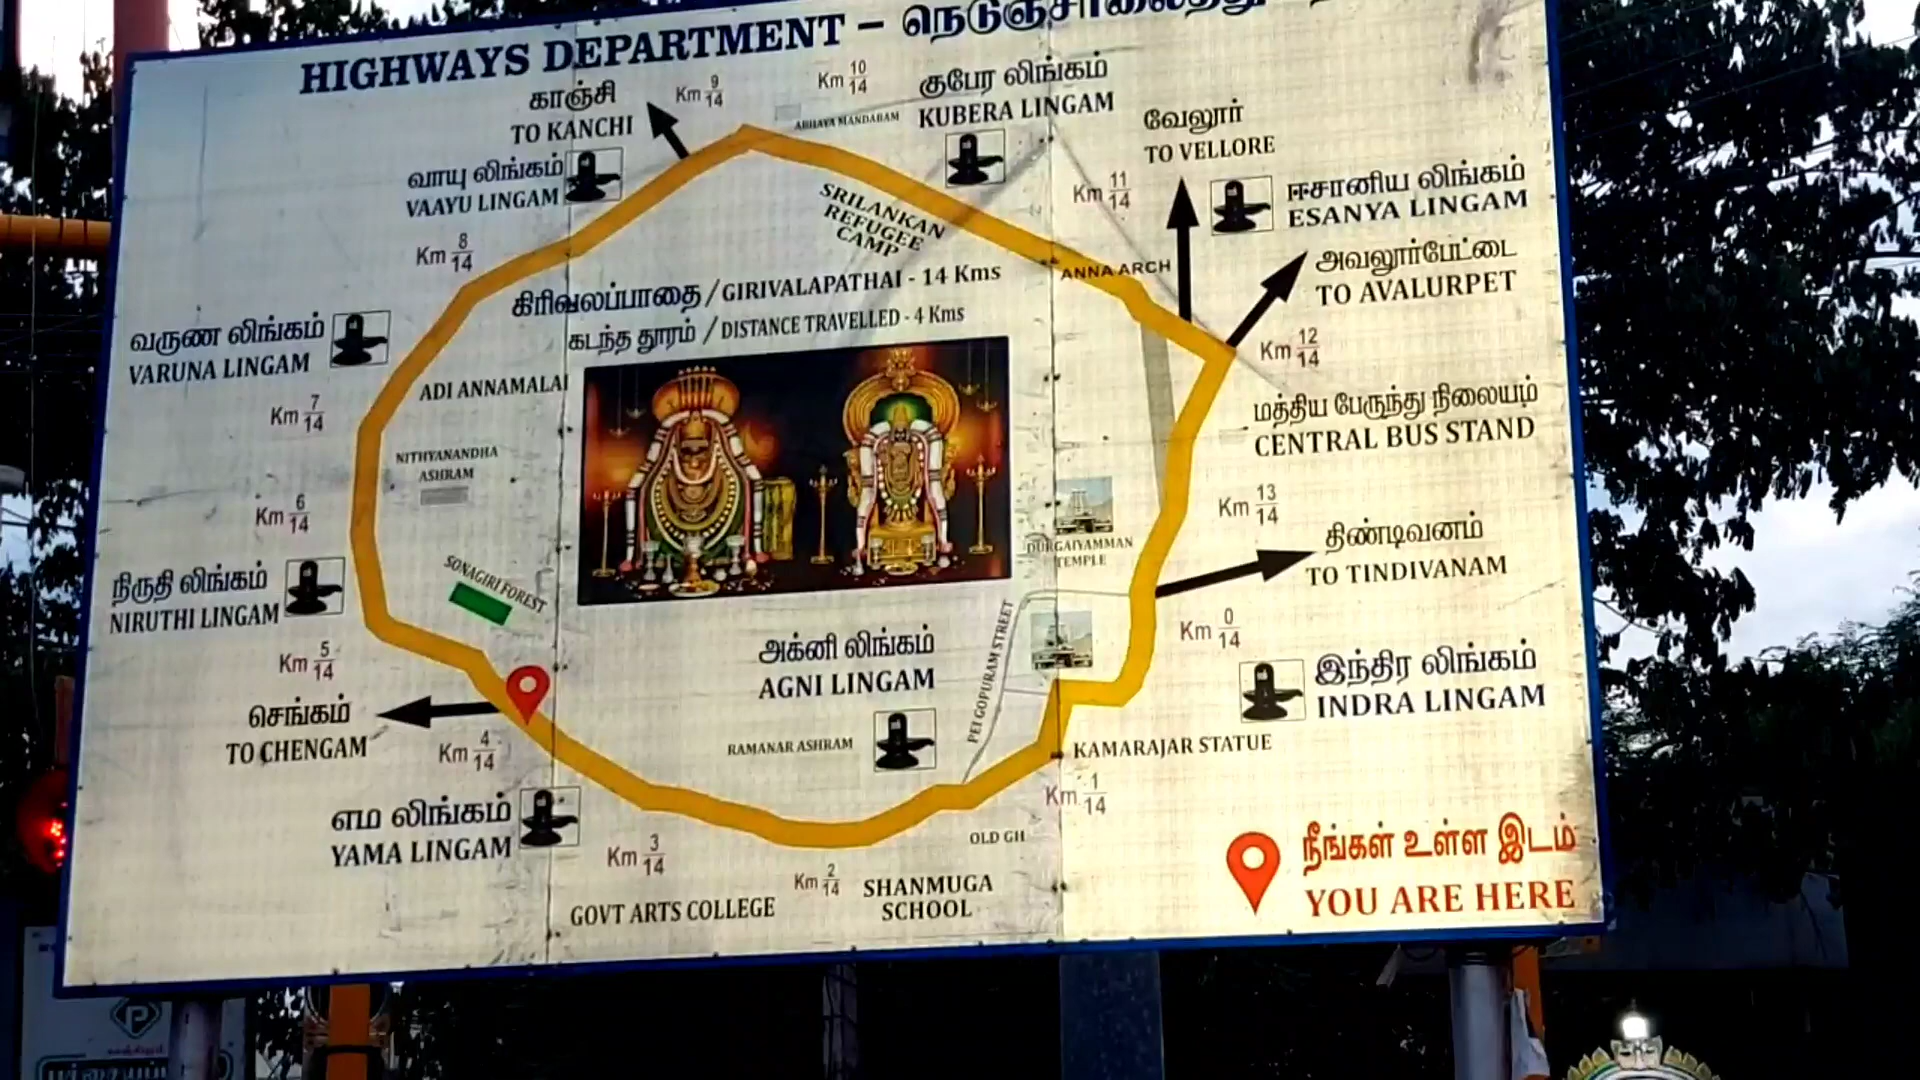 HIGHWAYS DEPARTMENT –
காஞ்சி
TO KANCHI
Km 9/14
Km 10/14
ABHAYA MANDABAM
குபேர லிங்கம்
KUBERA LINGAM
வேலூர்
TO VELLORE
வாயு லிங்கம்
VAAYU LINGAM
Km 11/14
ஈசானிய லிங்கம்
ESANYA LINGAM
SRILANKAN
REFUGEE
CAMP
Km 8/14
ANNA ARCH
அவலூர்பேட்டை
TO AVALURPET
கிரிவலப்பாதை / GIRIVALAPATHAI - 14 Kms
கடந்த தூரம் / DISTANCE TRAVELLED - 4 Kms
வருண லிங்கம்
VARUNA LINGAM
Km 12/14
ADI ANNAMALAI
Km 7/14
மத்திய பேருந்து நிலையம்
CENTRAL BUS STAND
NITHYANANDHA
ASHRAM
Km 6/14
Km 13/14
திண்டிவனம்
TO TINDIVANAM
DURGAIYAMMAN
TEMPLE
நிருதி லிங்கம்
NIRUTHI LINGAM
SONAGIRI FOREST
Km 5/14
அக்னி லிங்கம்
AGNI LINGAM
PEI GOPURAM STREET
Km 0/14
இந்திர லிங்கம்
INDRA LINGAM
செங்கம்
TO CHENGAM
Km 4/14
RAMANAR ASHRAM
KAMARAJAR STATUE
Km 1/14
எம லிங்கம்
YAMA LINGAM
Km 3/14
OLD GH
Km 2/14
SHANMUGA
SCHOOL
GOVT ARTS COLLEGE
நீங்கள் உள்ள இடம்
YOU ARE HERE
P